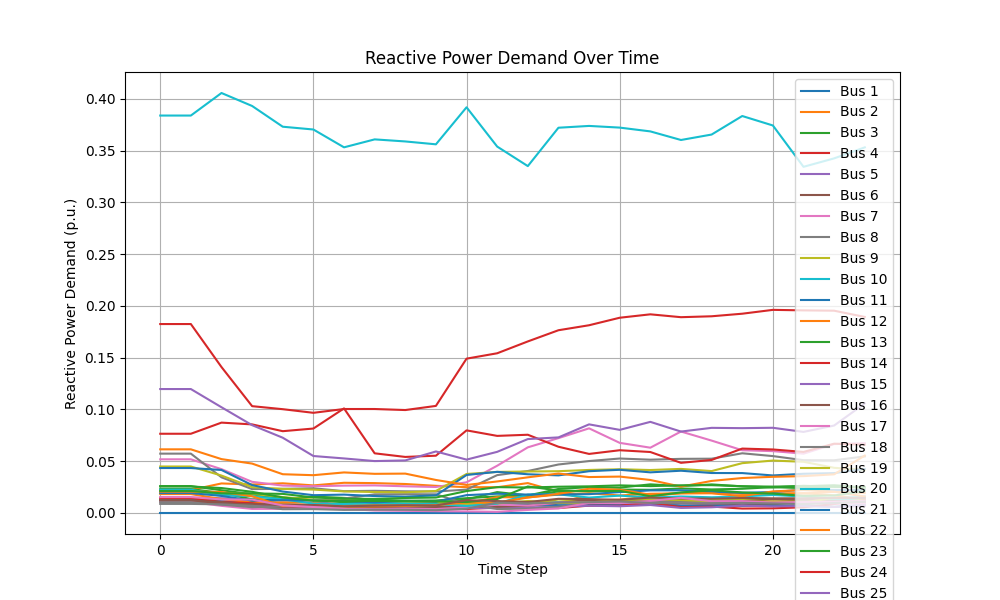 Reactive Power Demand Over Time
Reactive Power Demand (p.u.)
0.40
0.35
0.30
0.25
0.20
0.15
0.10
0.05
0.00
0
5
10
15
20
Time Step
Bus 1
Bus 2
Bus 3
Bus 4
Bus 5
Bus 6
Bus 7
Bus 8
Bus 9
Bus 10
Bus 11
Bus 12
Bus 13
Bus 14
Bus 15
Bus 16
Bus 17
Bus 18
Bus 19
Bus 20
Bus 21
Bus 22
Bus 23
Bus 24
Bus 25